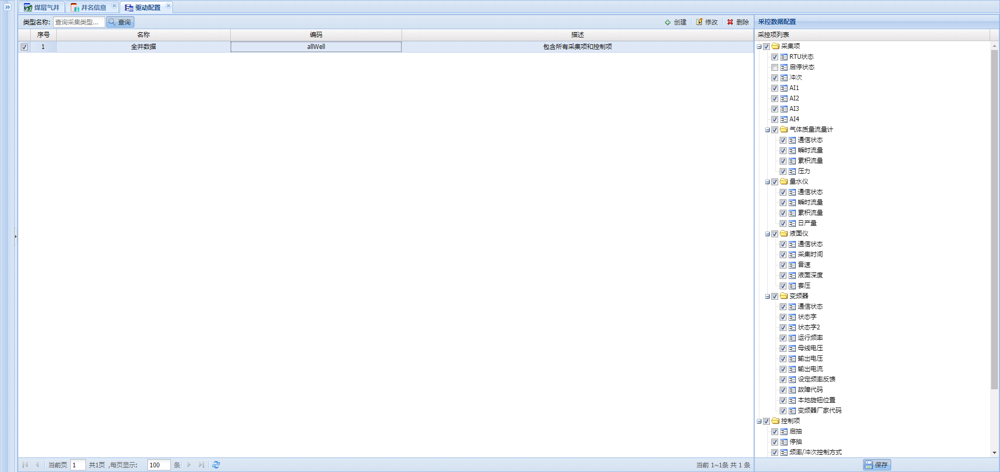 煤层气井 井名信息 驱动配置
类型名称: 查询采集类型... 查询 创建 修改 删除
序号 名称 编码 描述
1 全井数据 allWell 包含所有采集项和控制项
当前页 1 共1页 ,每页显示: 100 条 当前 1~1条 共 1 条
采控数据配置
采控项列表
采集项
RTU状态
启停状态
冲次
AI1
AI2
AI3
AI4
气体质量流量计
通信状态
瞬时流量
累积流量
压力
量水仪
通信状态
瞬时流量
累积流量
日产量
液面仪
通信状态
采集时间
音速
液面深度
套压
变频器
通信状态
状态字
状态字2
运行频率
母线电压
输出电压
输出电流
设定频率反馈
故障代码
本地旋钮位置
变频器厂家代码
控制项
启抽
停抽
频率/冲次控制方式
保存